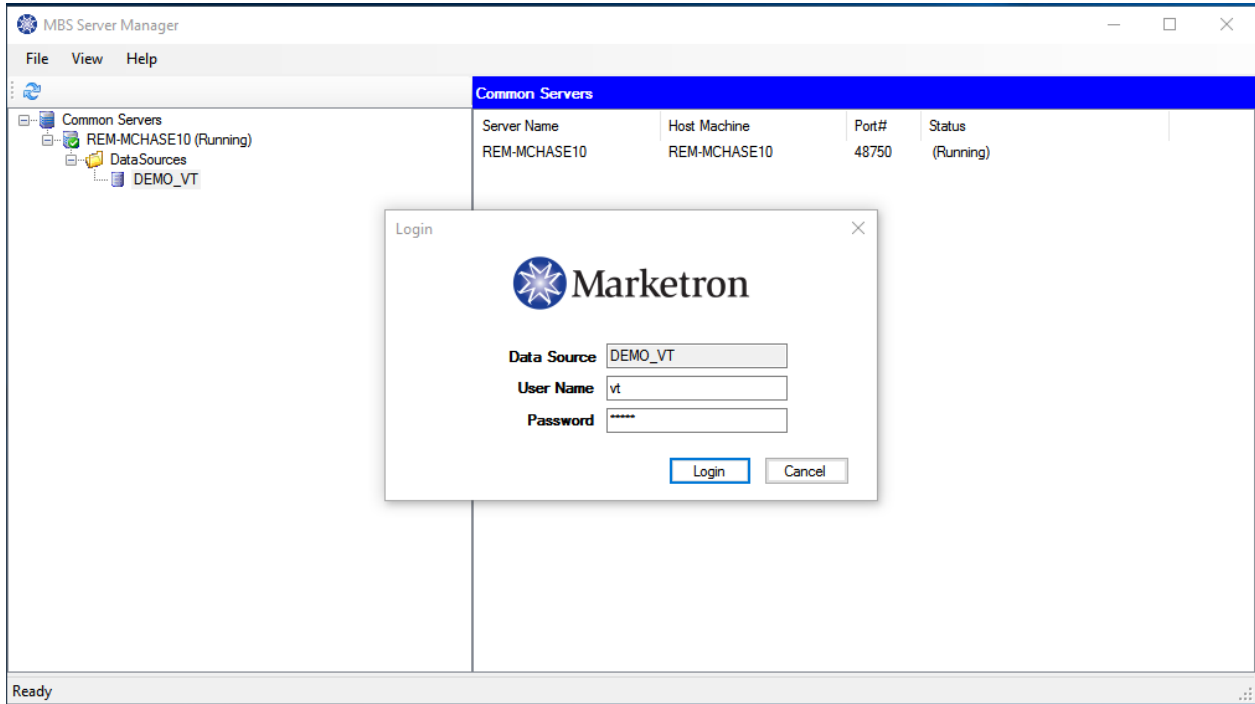 MBS Server Manager
File View Help
Common Servers
REM-MCHASE10 (Running)
DataSources
DEMO_VT
Common Servers
Server Name Host Machine Port# Status
REM-MCHASE10 REM-MCHASE10 48750 (Running)
Login
Marketron
Data Source DEMO_VT
User Name vt
Password *****
Login Cancel
Ready